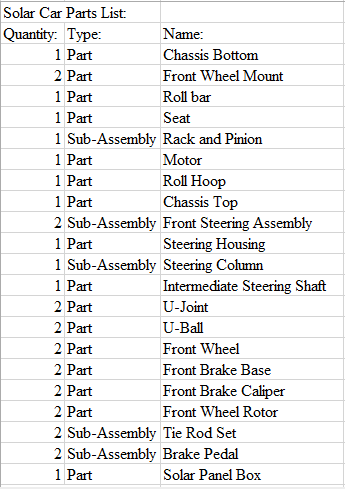 Solar Car Parts List:
Quantity: Type: Name:
1 Part Chassis Bottom
2 Part Front Wheel Mount
1 Part Roll bar
1 Part Seat
1 Sub-Assembly Rack and Pinion
1 Part Motor
1 Part Roll Hoop
1 Part Chassis Top
2 Sub-Assembly Front Steering Assembly
1 Part Steering Housing
1 Sub-Assembly Steering Column
1 Part Intermediate Steering Shaft
2 Part U-Joint
2 Part U-Ball
2 Part Front Wheel
2 Part Front Brake Base
2 Part Front Brake Caliper
2 Part Front Wheel Rotor
2 Sub-Assembly Tie Rod Set
2 Sub-Assembly Brake Pedal
1 Part Solar Panel Box